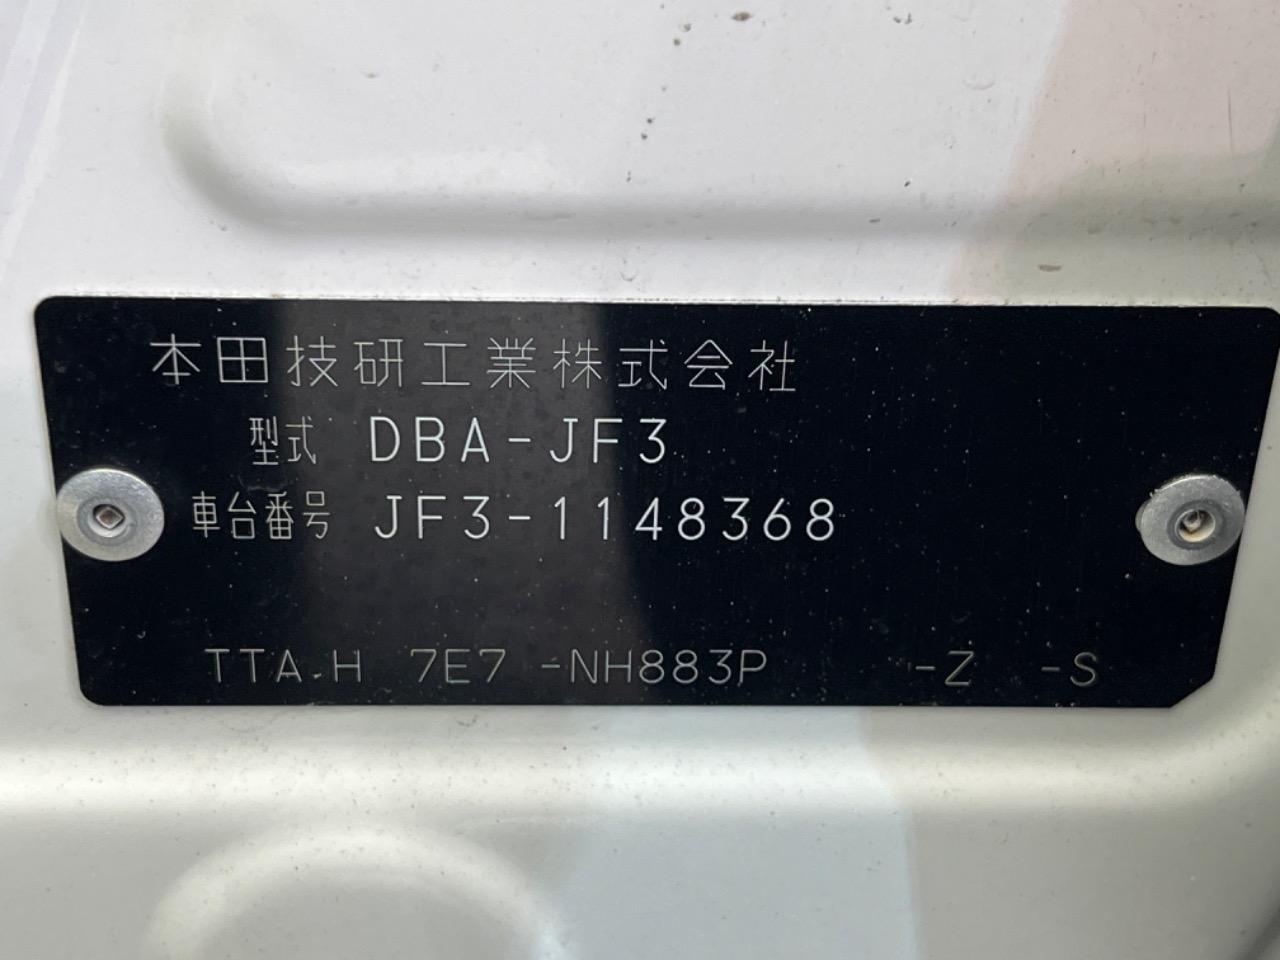 本田技研工業株式会社
型式 DBA-JF3
車台番号 JF3-1148368
TTA.H 7E7 -NH883P -Z -S